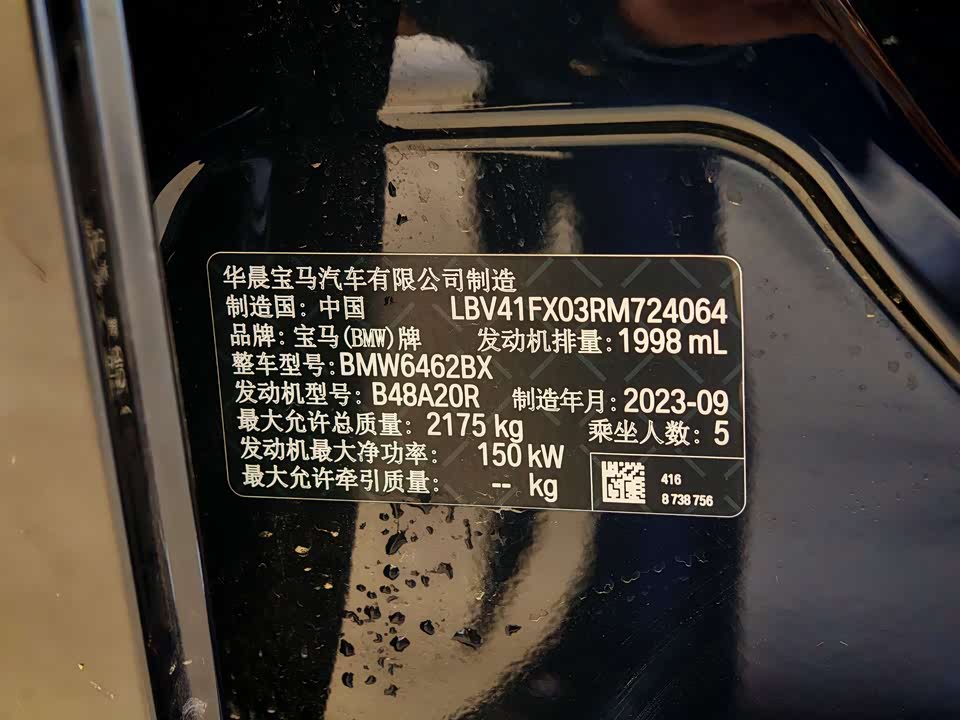 华晨宝马汽车有限公司制造
制造国: 中国 LBV41FX03RM724064
品牌: 宝马(BMW)牌 发动机排量: 1998 mL
整车型号: BMW6462BX
发动机型号: B48A20R 制造年月: 2023-09
最大允许总质量: 2175 kg 乘坐人数: 5
发动机最大净功率: 150 kW
最大允许牵引质量: -- kg
416
8 738 756